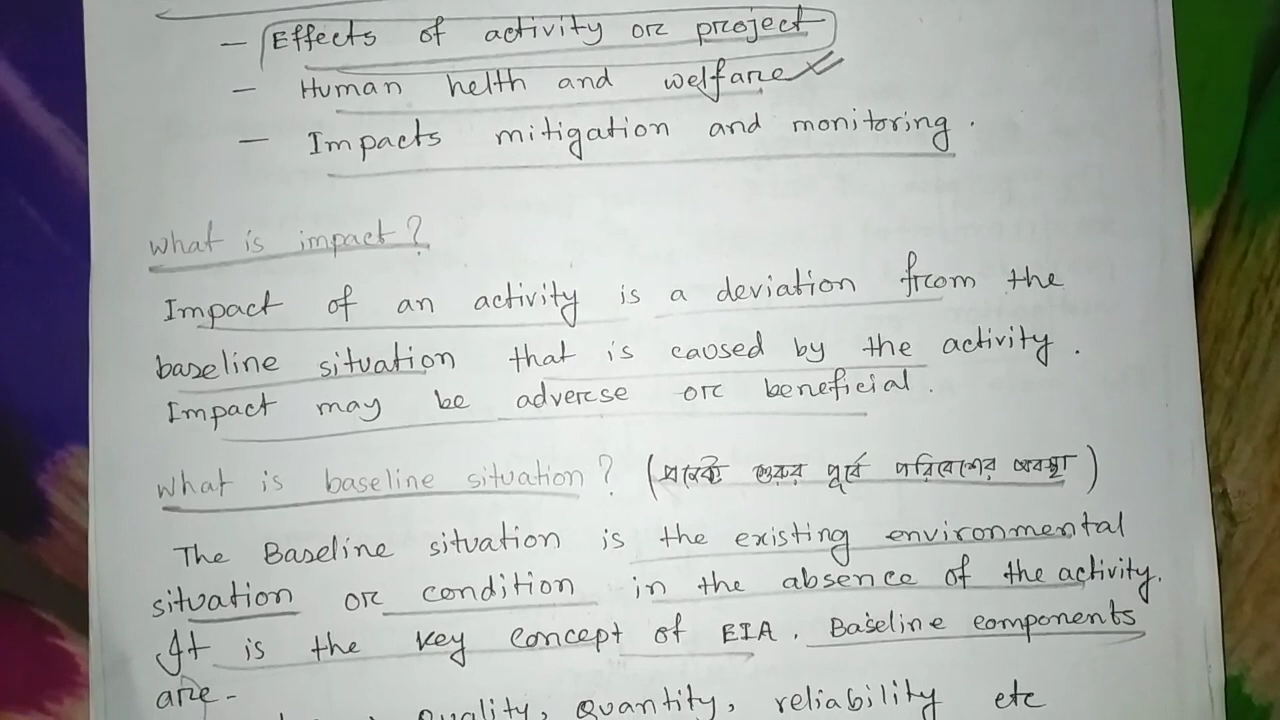 - Effects of activity or project
- Human helth and welfare
- Impacts mitigation and monitoring.
What is impact?
Impact of an activity is a deviation from the
baseline situation that is caused by the activity.
Impact may be adverse or beneficial.
What is baseline situation? (প্রকল্প শুরুর পূর্বে পরিবেশের অবস্থা)
The Baseline situation is the existing environmental
situation or condition in the absence of the activity.
It is the key concept of EIA. Baseline components
are-
quality, quantity, reliability etc